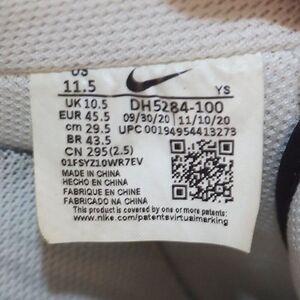 US
11.5 YS
UK 10.5 DH5284-100
EUR 45.5 09/30/20 11/10/20
cm 29.5 UPC 00194954413273
BR 43.5
CN 295(2.5)
01FSYZ10WR7EV
MADE IN CHINA
HECHO EN CHINA
FABRIQUE EN CHINE
FABRICADO NA CHINA
This product is covered by one or more patents:
www.nike.com/patentsvirtualmarking